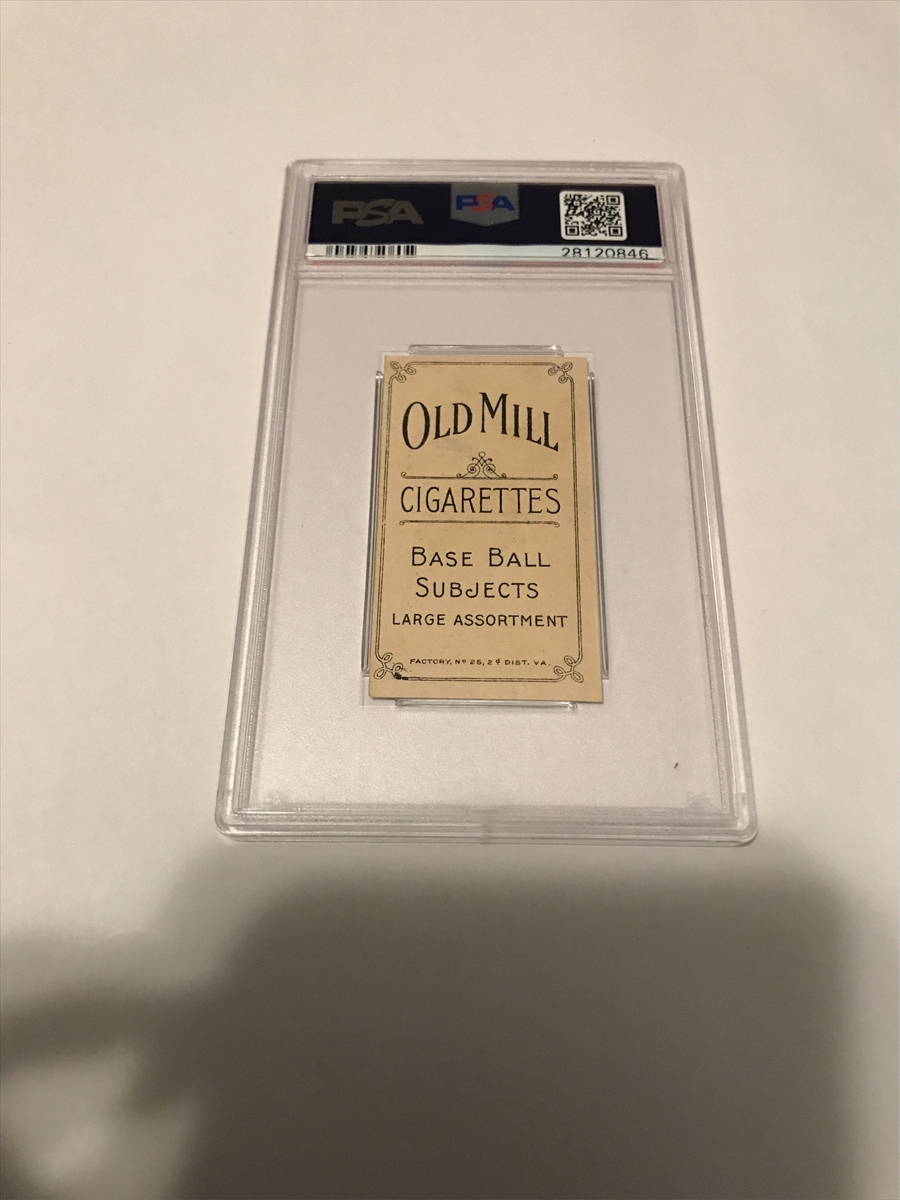 PSA PSA
28120846
OLD MILL
CIGARETTES
BASE BALL
SUBJECTS
LARGE ASSORTMENT
FACTORY, Nº 25, 2ᵈ DIST. VA.